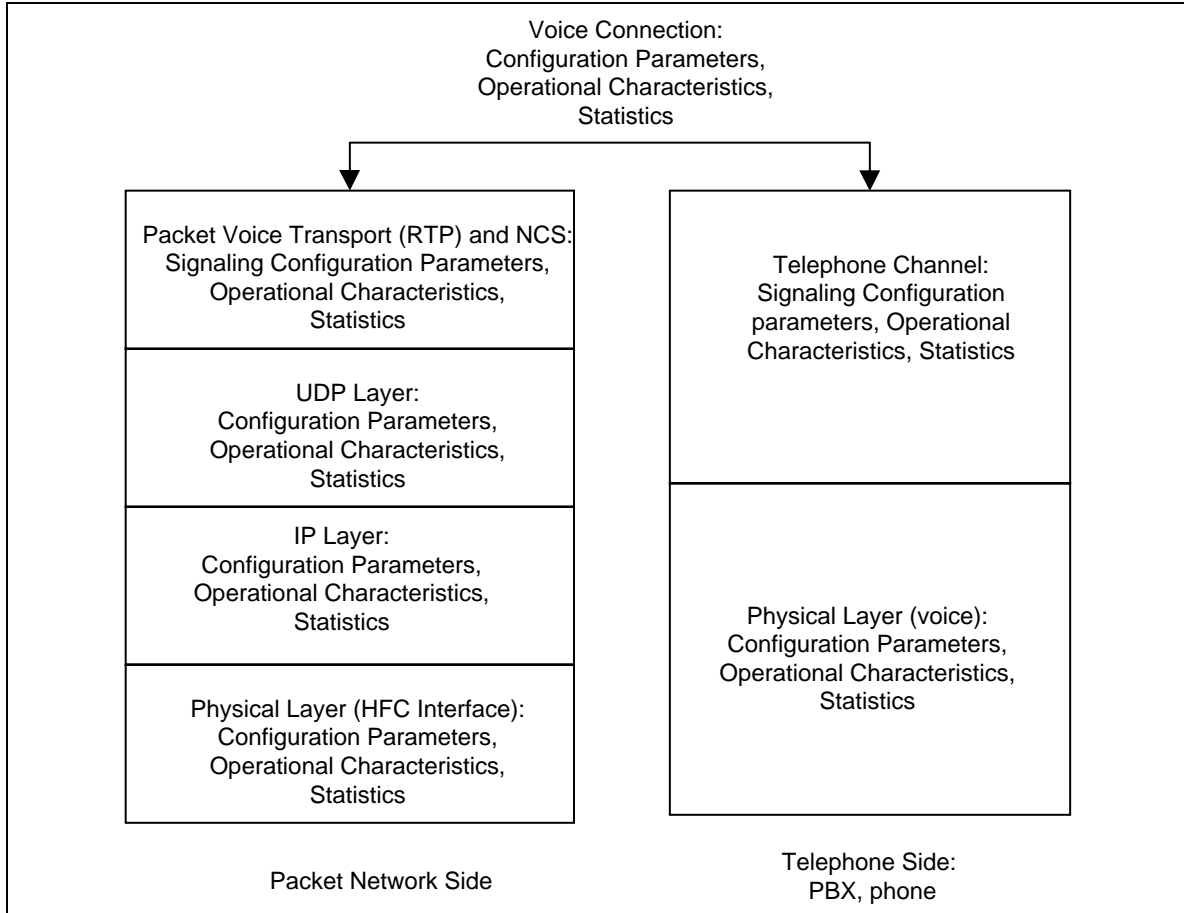 Voice Connection:
Configuration Parameters,
Operational Characteristics,
Statistics
Packet Voice Transport (RTP) and NCS:
Signaling Configuration Parameters,
Operational Characteristics,
Statistics
UDP Layer:
Configuration Parameters,
Operational Characteristics,
Statistics
IP Layer:
Configuration Parameters,
Operational Characteristics,
Statistics
Physical Layer (HFC Interface):
Configuration Parameters,
Operational Characteristics,
Statistics
Packet Network Side
Telephone Channel:
Signaling Configuration
parameters, Operational
Characteristics, Statistics
Physical Layer (voice):
Configuration Parameters,
Operational Characteristics,
Statistics
Telephone Side:
PBX, phone